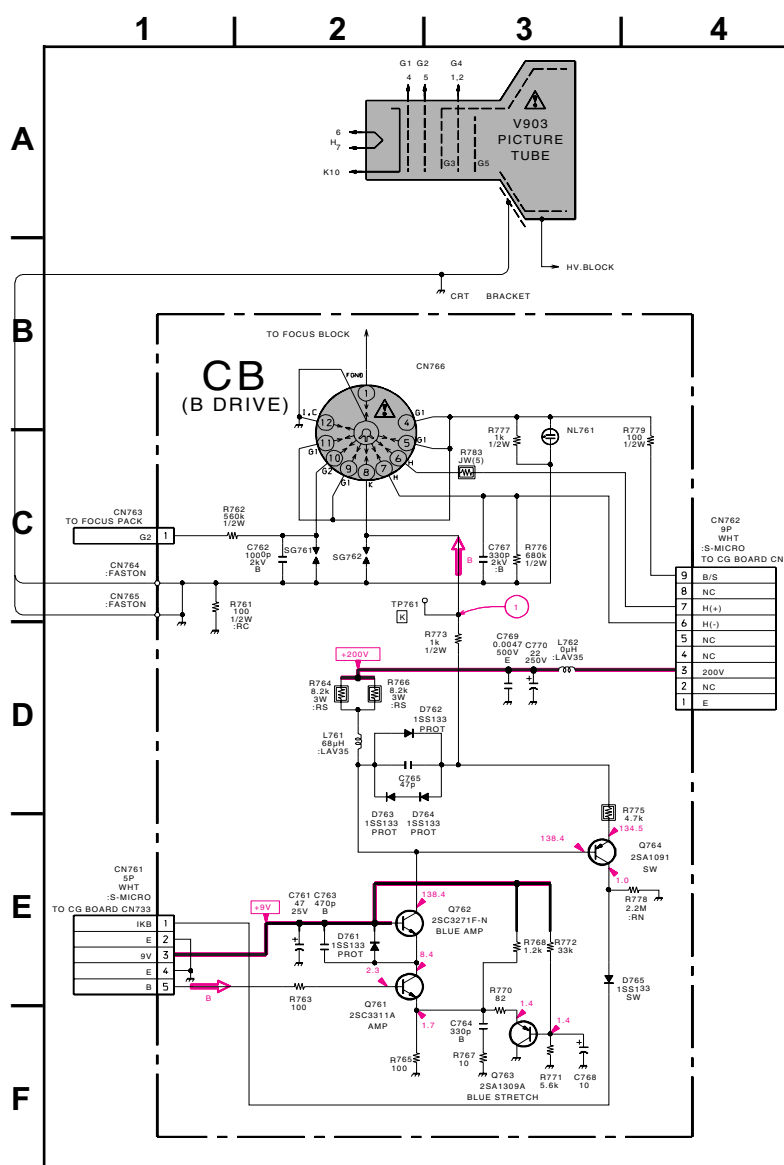 1 2 3 4
A
B
C
D
E
F
G1 G2 G4
4 5 1,2
6
H
7
K10
G3
G5
V903
PICTURE
TUBE
HV.BLOCK
CRT BRACKET
TO FOCUS BLOCK
CB
(B DRIVE)
CN766
FGND
I.C
1
12
11
10
9
8
7
6
5
4
G1
G1
H
H
K
G1
G2
G1
R777
1k
1/2W
NL761
R779
100
1/2W
R783
JW(5)
CN763
TO FOCUS PACK
G2 1
R762
560k
1/2W
C762
1000p
2kV
:B
SG761
SG762
B
C767
330p
2kV
:B
R776
680k
1/2W
CN764
:FASTON
CN765
:FASTON
R761
100
1/2W
:RC
TP761
K
1
R773
1k
1/2W
CN762
9P
WHT
:S-MICRO
TO CG BOARD CN
9 B/S
8 NC
7 H(+)
6 H(-)
5 NC
4 NC
3 200V
2 NC
1 E
+200V
R764
8.2k
3W
:RS
R766
8.2k
3W
:RS
C769
0.0047
500V
E
C770
22
250V
L762
0µH
:LAV35
L761
68µH
:LAV35
D762
1SS133
PROT
C765
47p
D763
1SS133
PROT
D764
1SS133
PROT
R775
4.7k
134.5
138.4
Q764
2SA1091
SW
1.0
R778
2.2M
:RN
CN761
5P
WHT
:S-MICRO
TO CG BOARD CN733
IKB 1
E 2
9V 3
E 4
B 5
+9V
C761
47
25V
C763
470p
B
D761
1SS133
PROT
138.4
Q762
2SC3271F-N
BLUE AMP
8.4
2.3
B
R763
100
Q761
2SC3311A
AMP
1.7
R765
100
R768
1.2k
R772
33k
R770
82
C764
330p
B
R767
10
1.4
1.4
Q763
2SA1309A
BLUE STRETCH
R771
5.6k
C768
10
D765
1SS133
SW